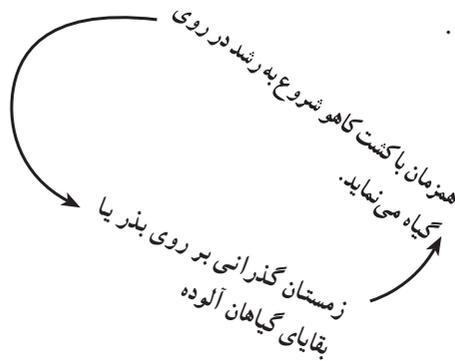 همزمان با کشت کاهو شروع به رشد در روی
گیاه می‌نماید.
زمستان گذرانی بر روی بذر یا
بقایای گیاهان آلوده